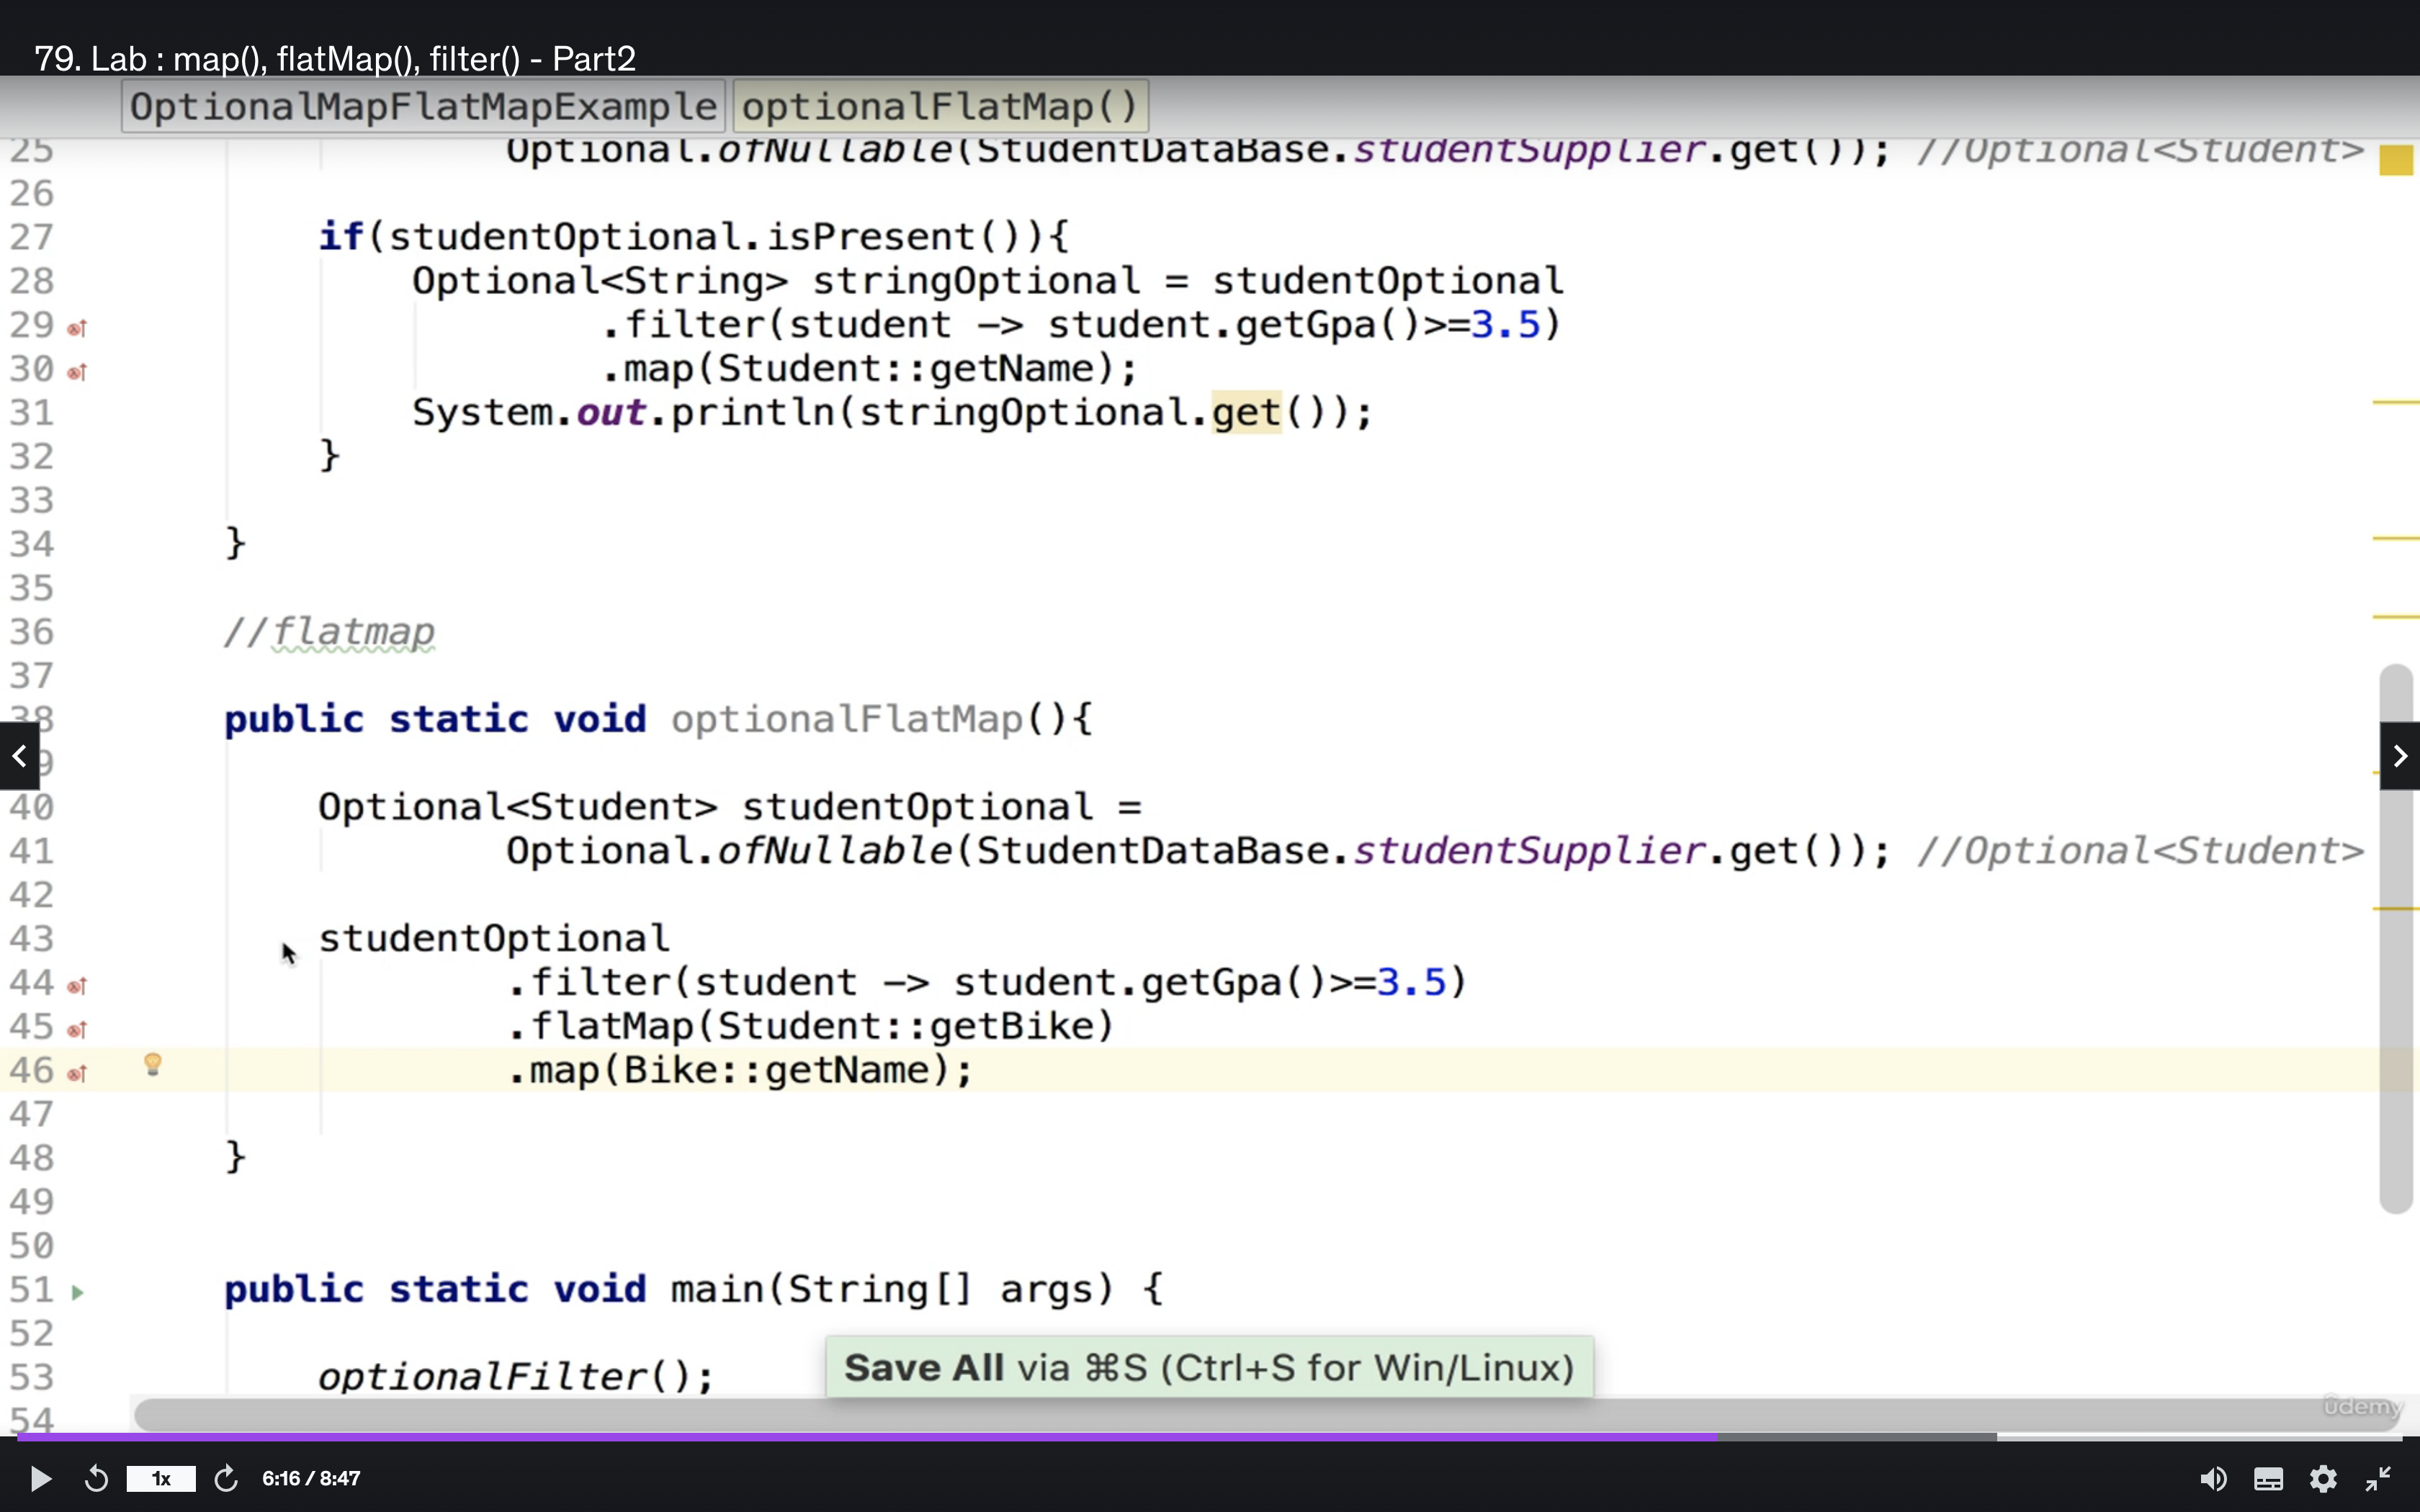 79. Lab : map(), flatMap(), filter() - Part2
OptionalMapFlatMapExample optionalFlatMap()
25 Optional.ofNullable(StudentDataBase.studentSupplier.get()); //Optional<Student>
26
27 if(studentOptional.isPresent()){
28 Optional<String> stringOptional = studentOptional
29 .filter(student -> student.getGpa()>=3.5)
30 .map(Student::getName);
31 System.out.println(stringOptional.get());
32 }
33
34 }
35
36 //flatmap
37
38 public static void optionalFlatMap(){
9
40 Optional<Student> studentOptional =
41 Optional.ofNullable(StudentDataBase.studentSupplier.get()); //Optional<Student>
42
43 studentOptional
44 .filter(student -> student.getGpa()>=3.5)
45 .flatMap(Student::getBike)
46 .map(Bike::getName);
47
48 }
49
50
51 public static void main(String[] args) {
52
53 optionalFilter();
54
Save All via ⌘S (Ctrl+S for Win/Linux)
ûdemy
1x 6:16 / 8:47